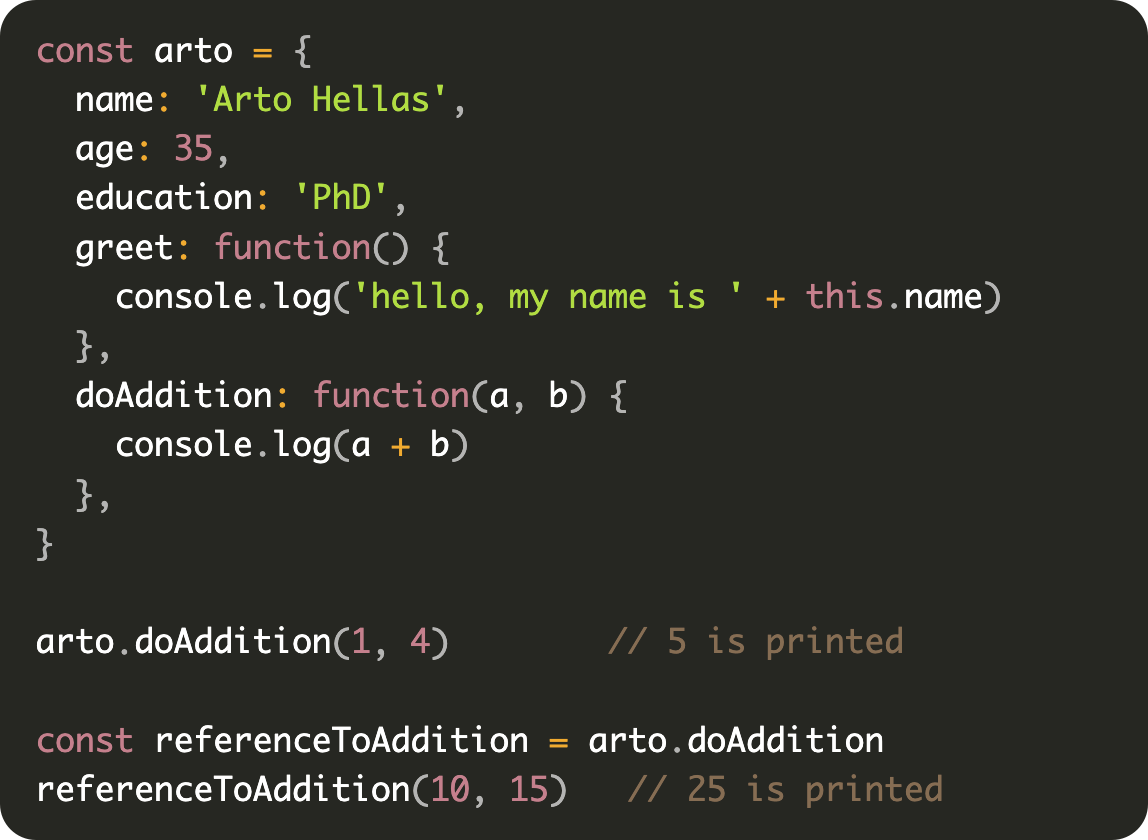 const arto = {
  name: 'Arto Hellas',
  age: 35,
  education: 'PhD',
  greet: function() {
    console.log('hello, my name is ' + this.name)
  },
  doAddition: function(a, b) {
    console.log(a + b)
  },
}

arto.doAddition(1, 4)        // 5 is printed

const referenceToAddition = arto.doAddition
referenceToAddition(10, 15)   // 25 is printed